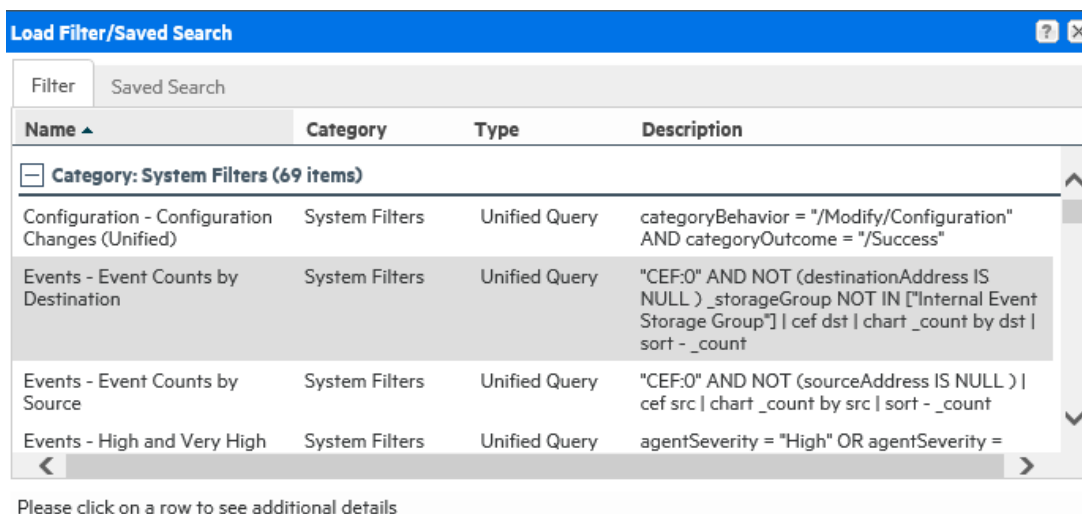 Load Filter/Saved Search
?
Filter
Saved Search
Name
Category
Type
Description
Category: System Filters (69 items)
Configuration - Configuration
Changes (Unified)
System Filters
Unified Query
categoryBehavior = "/Modify/Configuration"
AND categoryOutcome = "/Success"
Events - Event Counts by
Destination
System Filters
Unified Query
"CEF:0" AND NOT (destinationAddress IS
NULL ) _storageGroup NOT IN ["Internal Event
Storage Group"] | cef dst | chart _count by dst |
sort - _count
Events - Event Counts by
Source
System Filters
Unified Query
"CEF:0" AND NOT (sourceAddress IS NULL ) |
cef src | chart _count by src | sort - _count
Events - High and Very High
System Filters
Unified Query
agentSeverity = "High" OR agentSeverity =
Please click on a row to see additional details